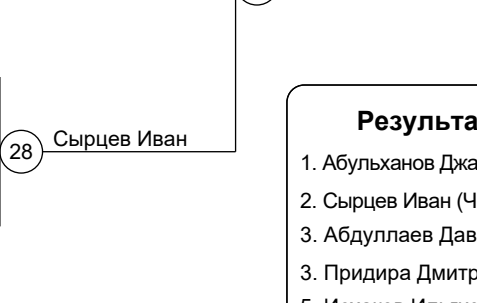 Сырцев Иван
28
Результа
1. Абульханов Джа
2. Сырцев Иван (Ч
3. Абдуллаев Дав
3. Придира Дмитр